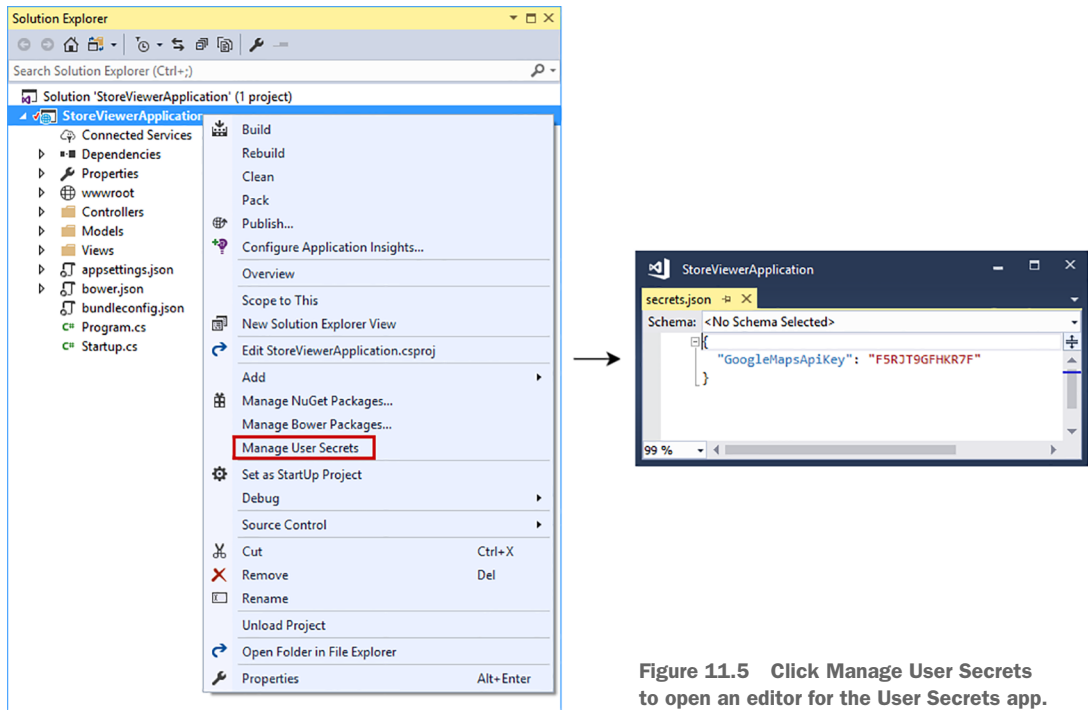 Solution Explorer
Search Solution Explorer (Ctrl+;)
Solution 'StoreViewerApplication' (1 project)
StoreViewerApplication
Connected Services
Dependencies
Properties
wwwroot
Controllers
Models
Views
appsettings.json
bower.json
bundleconfig.json
C# Program.cs
C# Startup.cs
Build
Rebuild
Clean
Pack
Publish...
Configure Application Insights...
Overview
Scope to This
New Solution Explorer View
Edit StoreViewerApplication.csproj
Add
Manage NuGet Packages...
Manage Bower Packages...
Manage User Secrets
Set as StartUp Project
Debug
Source Control
Cut Ctrl+X
Remove Del
Rename
Unload Project
Open Folder in File Explorer
Properties Alt+Enter
StoreViewerApplication
secrets.json
Schema: <No Schema Selected>
{
"GoogleMapsApiKey": "F5RJT9GFHKR7F"
}
99 %
Figure 11.5 Click Manage User Secrets
to open an editor for the User Secrets app.